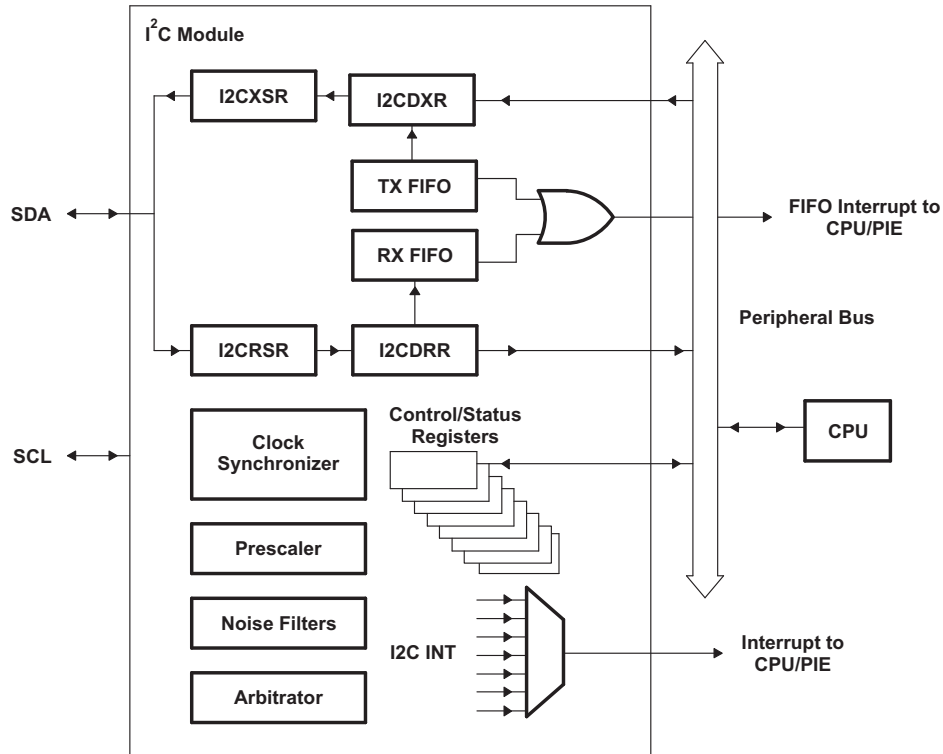 I²C Module
I2CXSR
I2CDXR
TX FIFO
SDA
FIFO Interrupt to
CPU/PIE
RX FIFO
Peripheral Bus
I2CRSR
I2CDRR
Control/Status
Registers
CPU
Clock
Synchronizer
SCL
Prescaler
Noise Filters
I2C INT
Interrupt to
CPU/PIE
Arbitrator